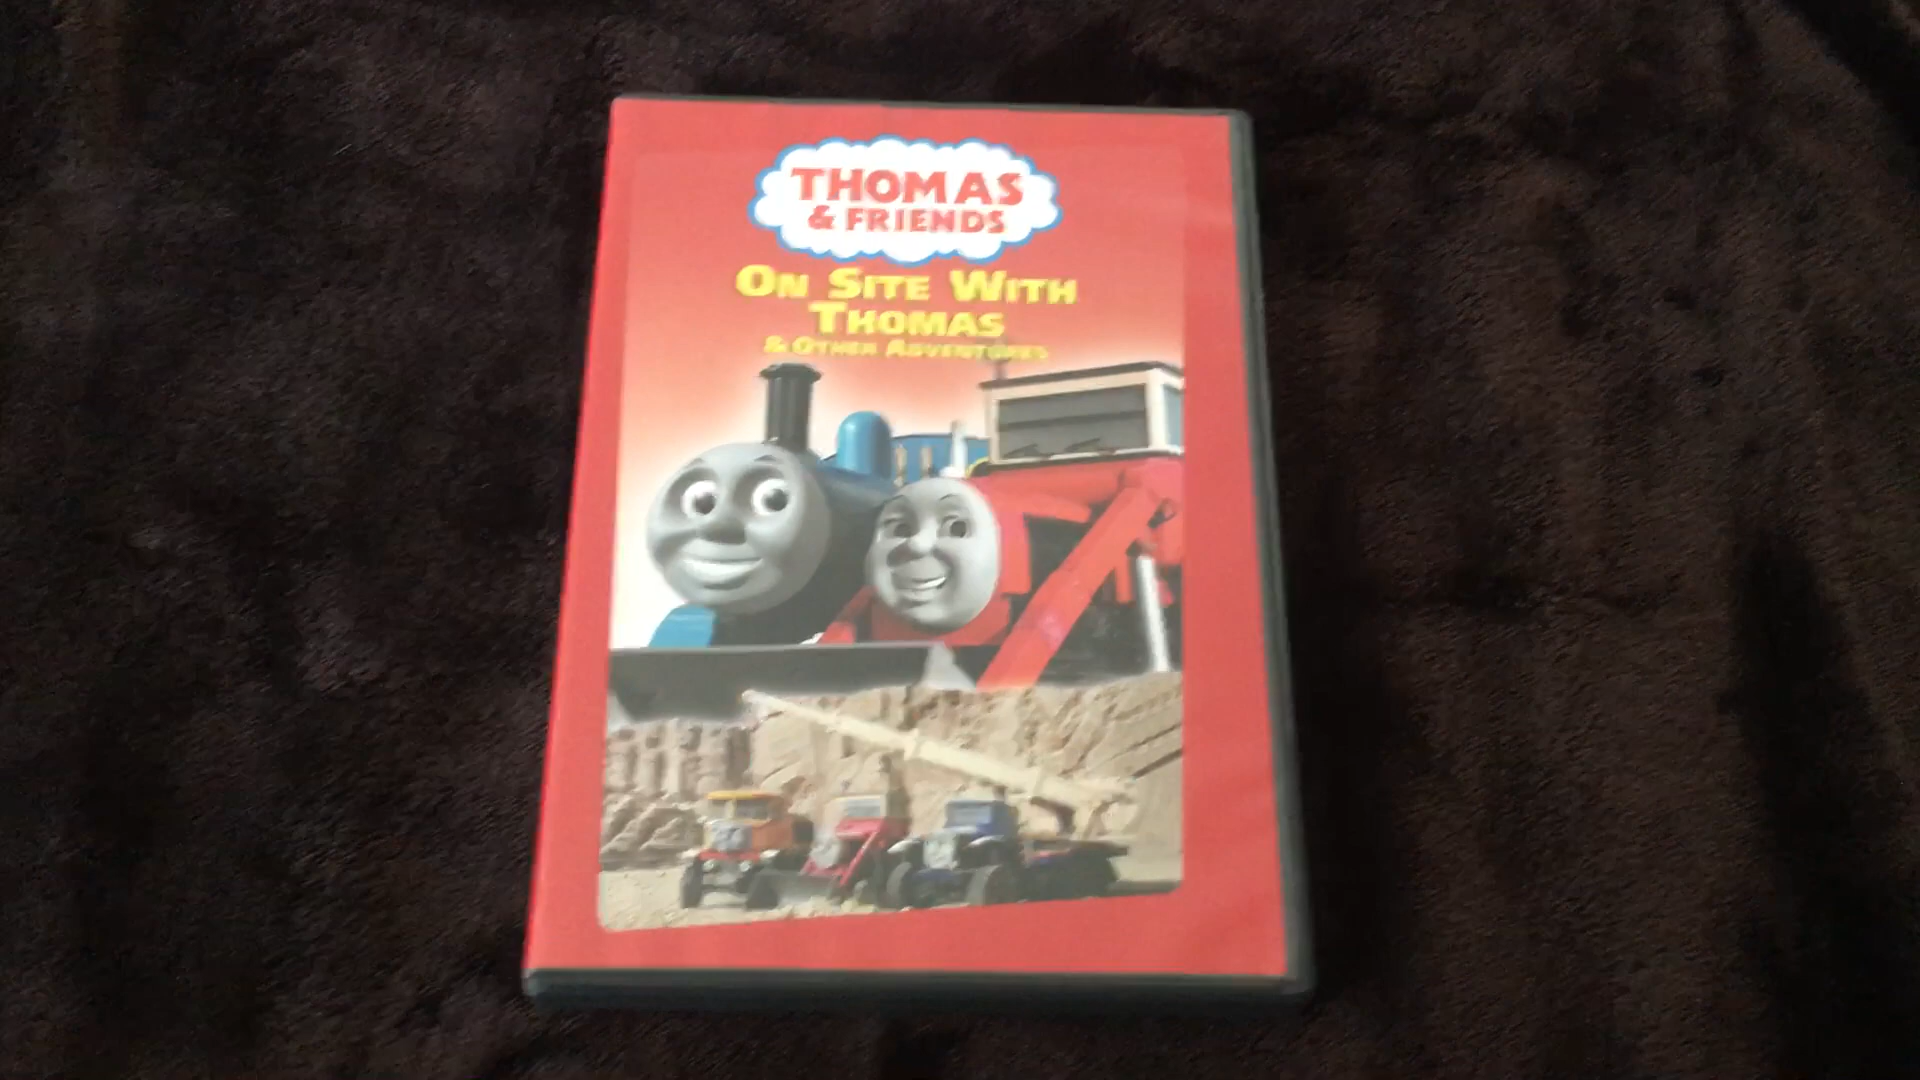 THOMAS
& FRIENDS
ON SITE WITH
THOMAS
& OTHER ADVENTURES